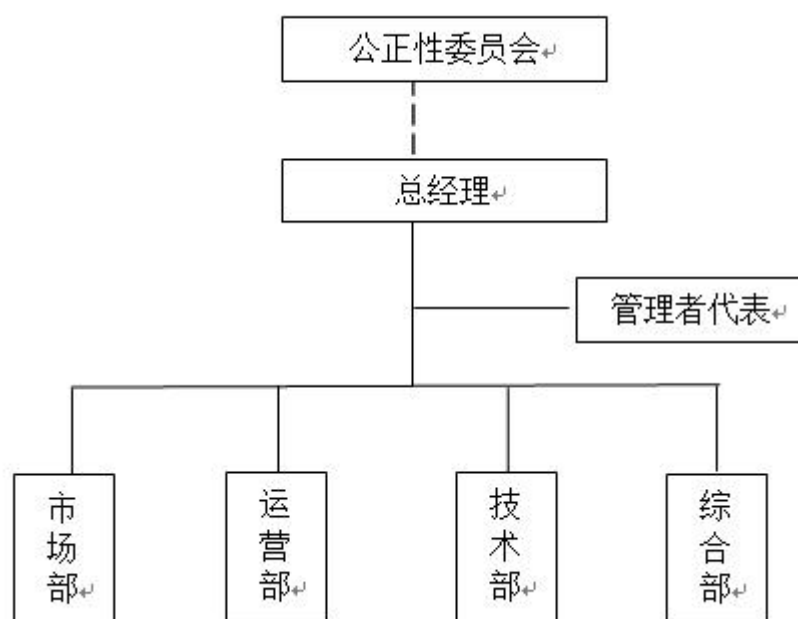 公正性委员会
总经理
管理者代表
市场部
运营部
技术部
综合部